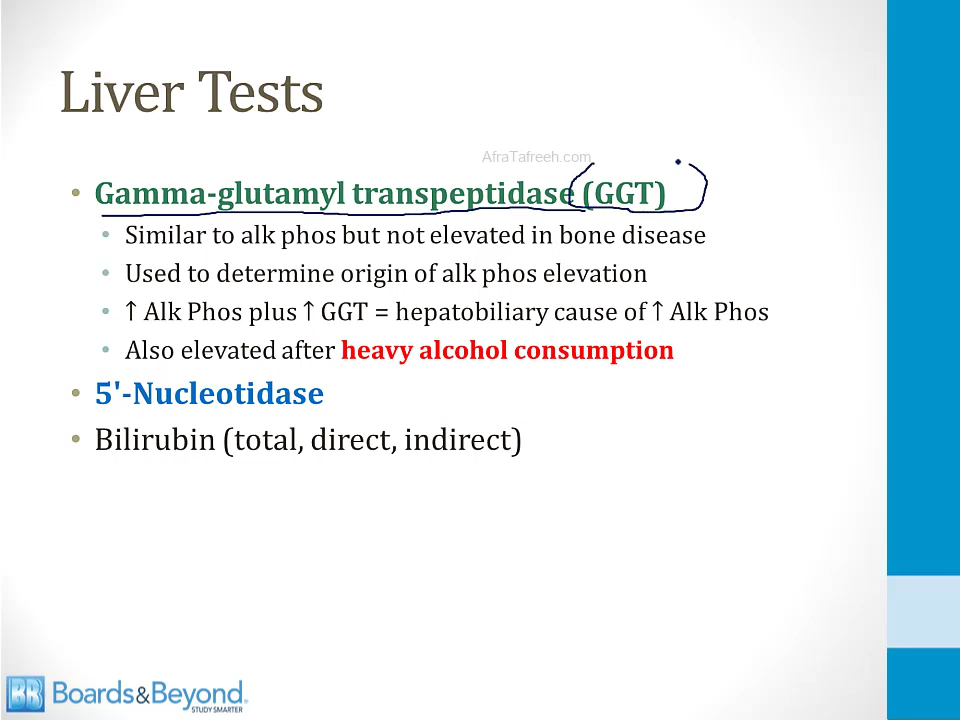 Liver Tests
AfraTafreeh.com
• Gamma-glutamyl transpeptidase (GGT)
• Similar to alk phos but not elevated in bone disease
• Used to determine origin of alk phos elevation
• ↑ Alk Phos plus ↑ GGT = hepatobiliary cause of ↑ Alk Phos
• Also elevated after heavy alcohol consumption
• 5'-Nucleotidase
• Bilirubin (total, direct, indirect)
BB Boards&Beyond.
STUDY SMARTER